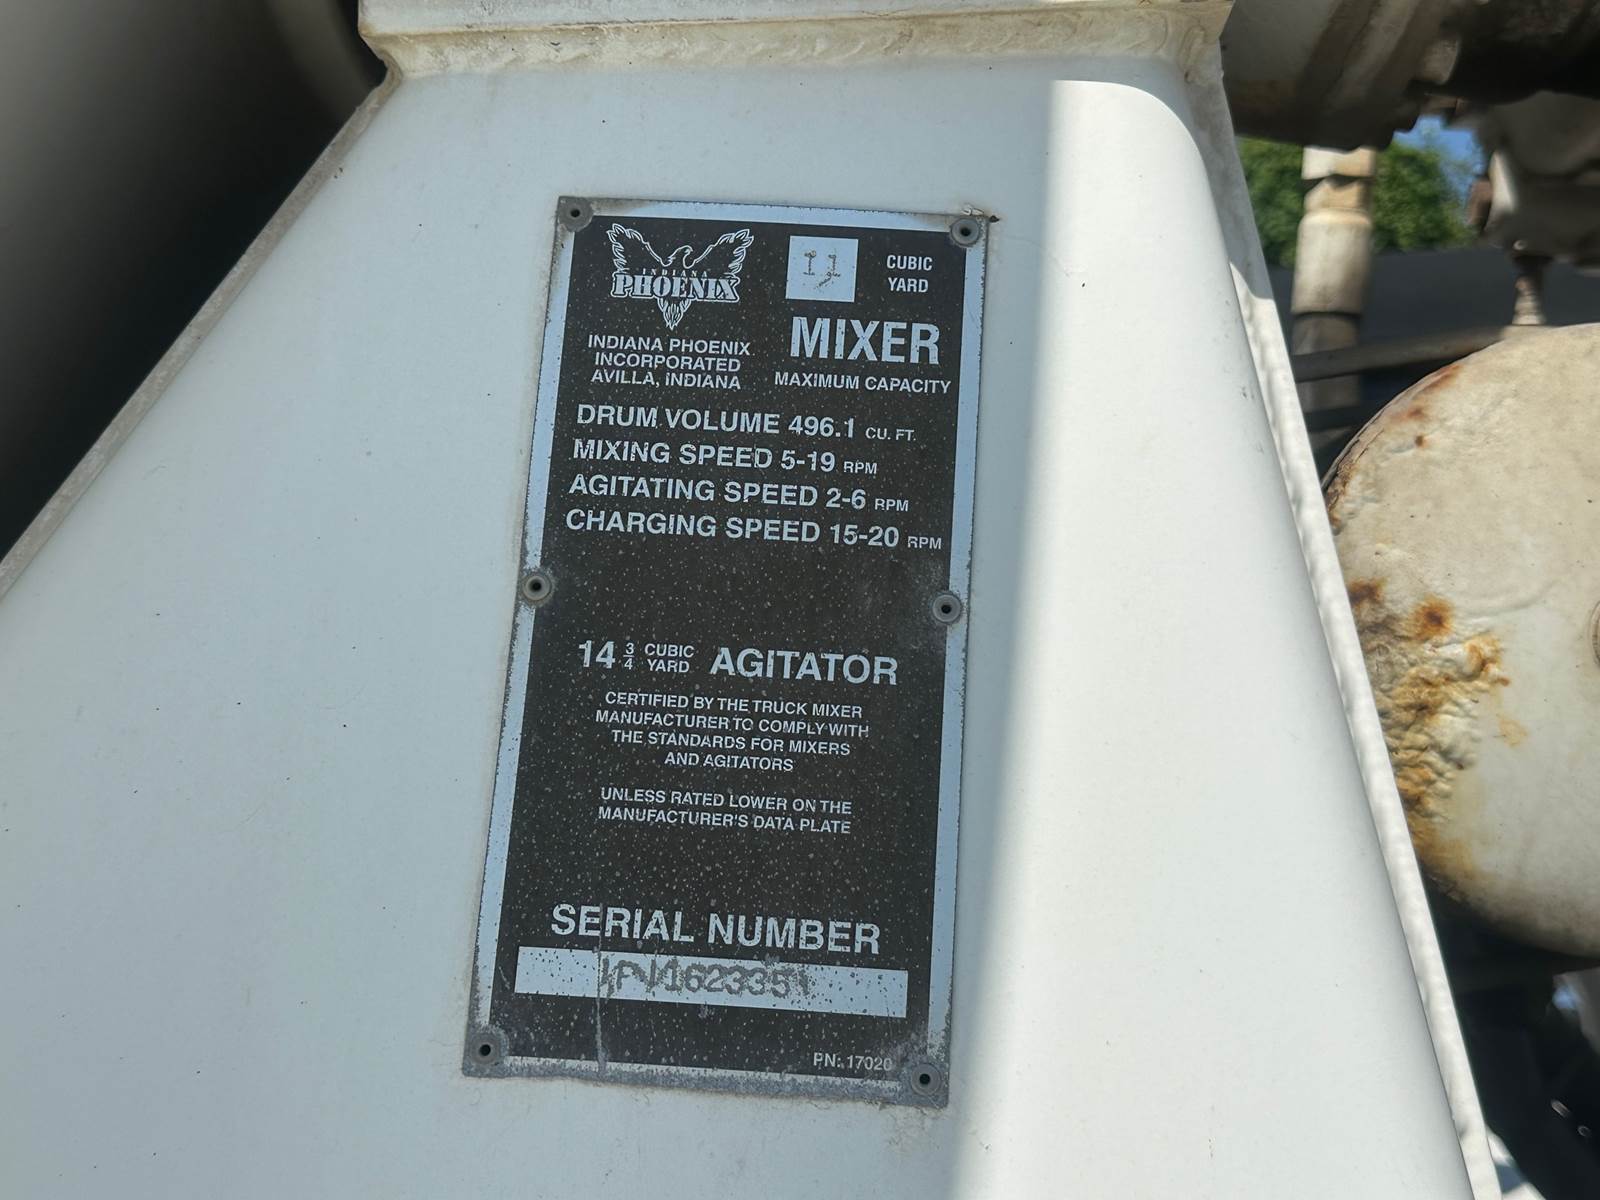 INDIANA
PHOENIX
11
CUBIC
YARD
MIXER
MAXIMUM CAPACITY
INDIANA PHOENIX
INCORPORATED
AVILLA, INDIANA
DRUM VOLUME 496.1 CU. FT.
MIXING SPEED 5-19 RPM
AGITATING SPEED 2-6 RPM
CHARGING SPEED 15-20 RPM
14 3/4 CUBIC YARD AGITATOR
CERTIFIED BY THE TRUCK MIXER
MANUFACTURER TO COMPLY WITH
THE STANDARDS FOR MIXERS
AND AGITATORS
UNLESS RATED LOWER ON THE
MANUFACTURER'S DATA PLATE
SERIAL NUMBER
PN: 17020